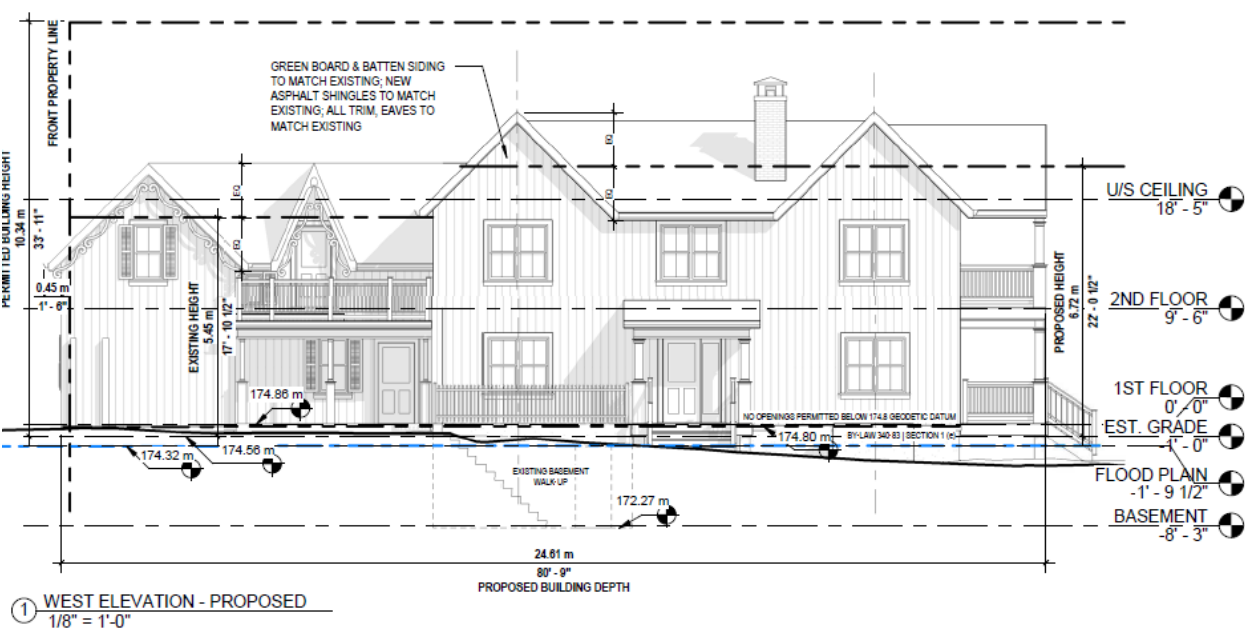 FRONT PROPERTY LINE
PERMITTED BUILDING HEIGHT
10.34 m
33' - 11"
GREEN BOARD & BATTEN SIDING
TO MATCH EXISTING; NEW
ASPHALT SHINGLES TO MATCH
EXISTING; ALL TRIM, EAVES TO
MATCH EXISTING
EQ
EQ
EQ
EQ
0.45 m
1' - 6"
EXISTING HEIGHT
5.45 m
17' - 10 1/2"
PROPOSED HEIGHT
6.72 m
22' - 0 1/2"
U/S CEILING
18' - 5"
2ND FLOOR
9' - 6"
1ST FLOOR
0' - 0"
EST. GRADE
-1' - 0"
FLOOD PLAIN
-1' - 9 1/2"
BASEMENT
-8' - 3"
174.86 m
NO OPENINGS PERMITTED BELOW 174.8 GEODETIC DATUM
174.80 m
BY-LAW 340-83 | SECTION 1 (e)
174.32 m
174.56 m
EXISTING BASEMENT
WALK-UP
172.27 m
24.61 m
80' - 9"
PROPOSED BUILDING DEPTH
1
WEST ELEVATION - PROPOSED
1/8" = 1'-0"